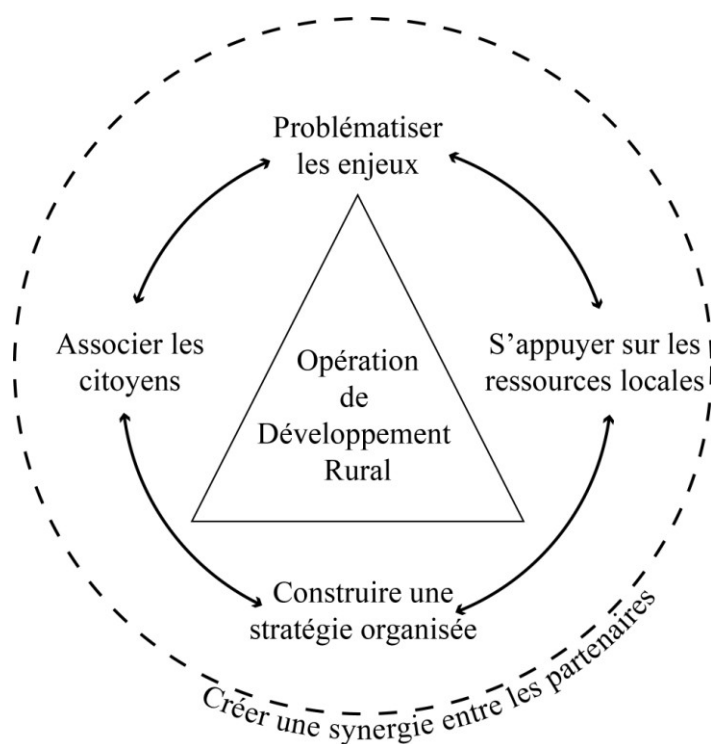 Problématiser
les enjeux
Associer les
citoyens
S’appuyer sur les
ressources locales
Opération
de
Développement
Rural
Construire une
stratégie organisée
Créer une synergie entre les partenaires